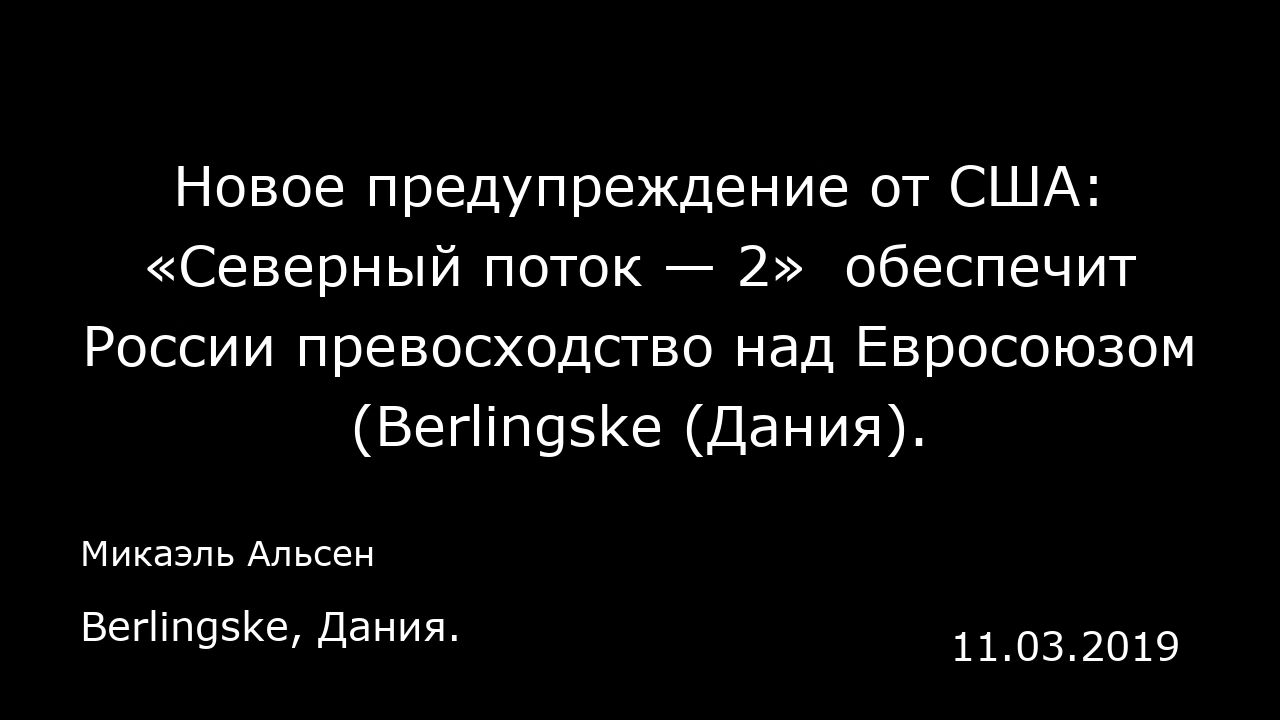 Новое предупреждение от США:
«Северный поток — 2»  обеспечит
России превосходство над Евросоюзом
(Berlingske (Дания).
Микаэль Альсен
Berlingske, Дания.
11.03.2019